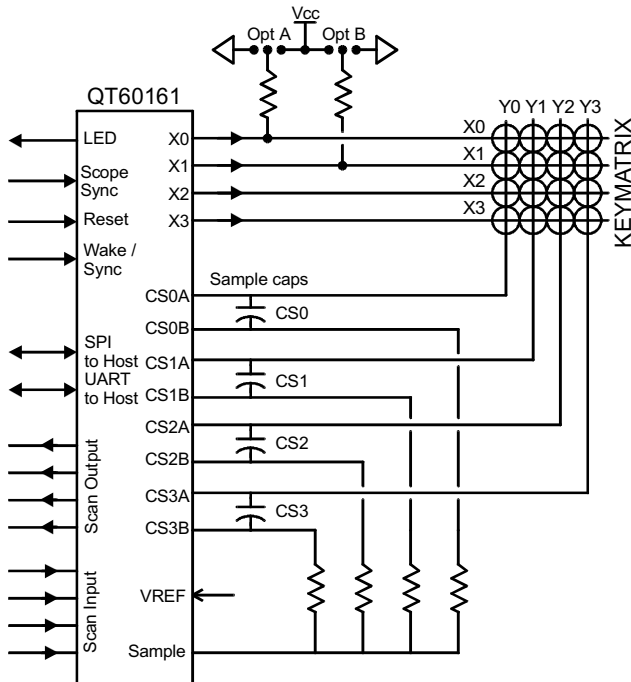 Vcc
Opt A
Opt B
QT60161
Y0 Y1 Y2 Y3
LED
X0
X0
Scope
Sync
X1
X1
X2
X2
Reset
X3
X3
KEYMATRIX
Wake /
Sync
Sample caps
CS0A
CS0
CS0B
SPI
to Host
CS1A
CS1
UART
to Host
CS1B
CS2A
CS2
CS2B
Scan Output
CS3A
CS3
CS3B
Scan Input
VREF
Sample